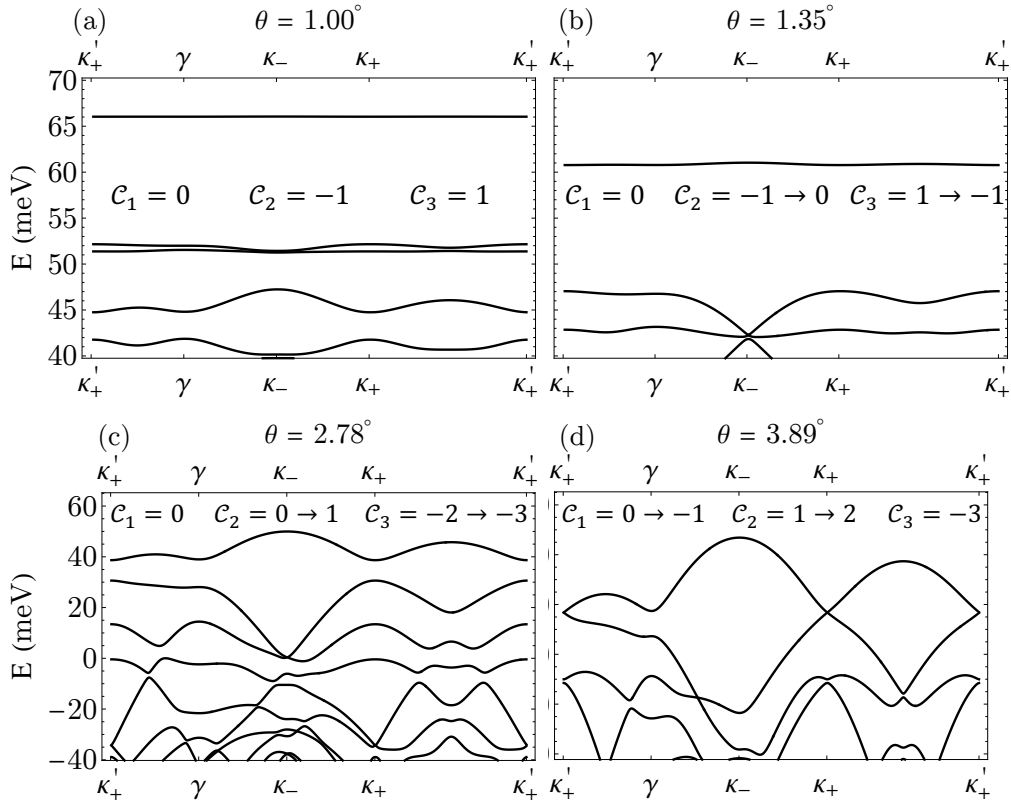 (a) θ = 1.00°
κ₊' γ κ₋ κ₊ κ₊'
70
65
60
55
50
45
40
E (meV)
𝒞₁ = 0 𝒞₂ = −1 𝒞₃ = 1
κ₊' γ κ₋ κ₊ κ₊'
(b) θ = 1.35°
κ₊' γ κ₋ κ₊ κ₊'
𝒞₁ = 0 𝒞₂ = −1 → 0 𝒞₃ = 1 → −1
κ₊' γ κ₋ κ₊ κ₊'
(c) θ = 2.78°
κ₊' γ κ₋ κ₊ κ₊'
60
40
20
0
−20
−40
E (meV)
𝒞₁ = 0 𝒞₂ = 0 → 1 𝒞₃ = −2 → −3
κ₊' γ κ₋ κ₊ κ₊'
(d) θ = 3.89°
κ₊' γ κ₋ κ₊ κ₊'
𝒞₁ = 0 → −1 𝒞₂ = 1 → 2 𝒞₃ = −3
κ₊' γ κ₋ κ₊ κ₊'